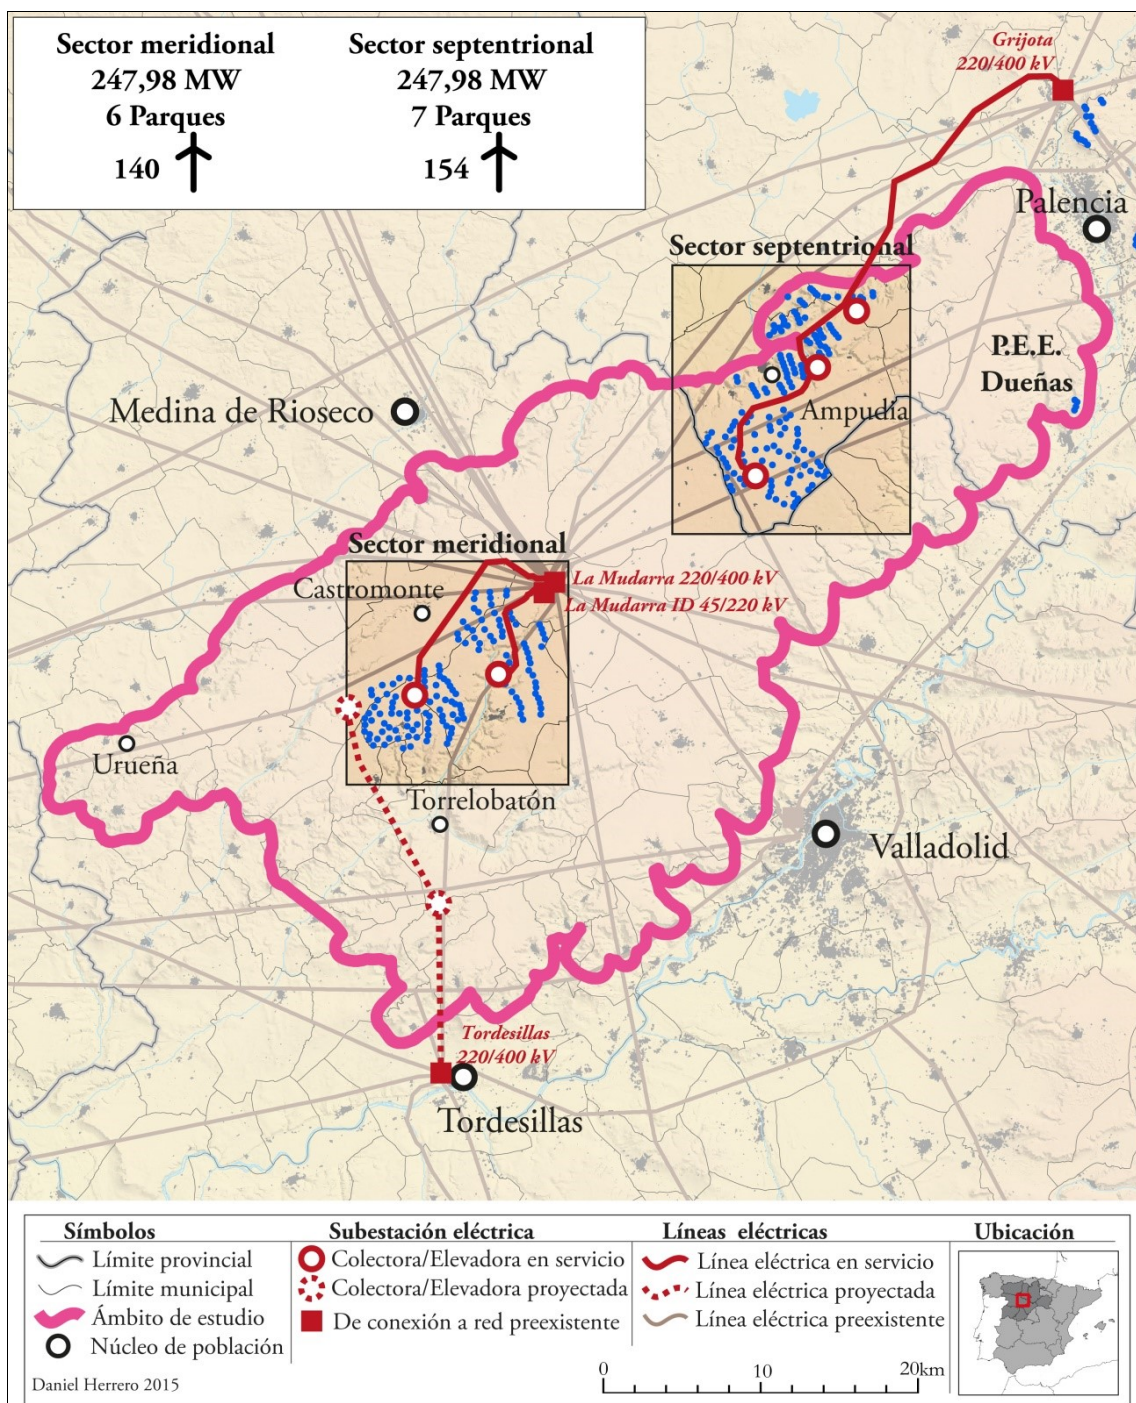 Sector meridional
247,98 MW
6 Parques
140
Sector septentrional
247,98 MW
7 Parques
154
Grijota
220/400 kV
Palencia
Sector septentrional
P.E.E.
Dueñas
Medina de Rioseco
Ampudia
Sector meridional
Castromonte
La Mudarra 220/400 kV
La Mudarra ID 45/220 kV
Urueña
Torrelobatón
Valladolid
Tordesillas
220/400 kV
Tordesillas
Símbolos
Límite provincial
Límite municipal
Ámbito de estudio
Núcleo de población
Subestación eléctrica
Colectora/Elevadora en servicio
Colectora/Elevadora proyectada
De conexión a red preexistente
Líneas eléctricas
Línea eléctrica en servicio
Línea eléctrica proyectada
Línea eléctrica preexistente
Ubicación
Daniel Herrero 2015
0 10 20km